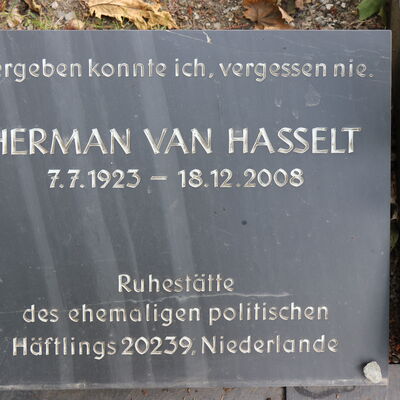 ergeben konnte ich, vergessen nie.
HERMAN VAN HASSELT
7.7.1923 – 18.12.2008
Ruhestätte
des ehemaligen politischen
Häftlings 20239, Niederlande